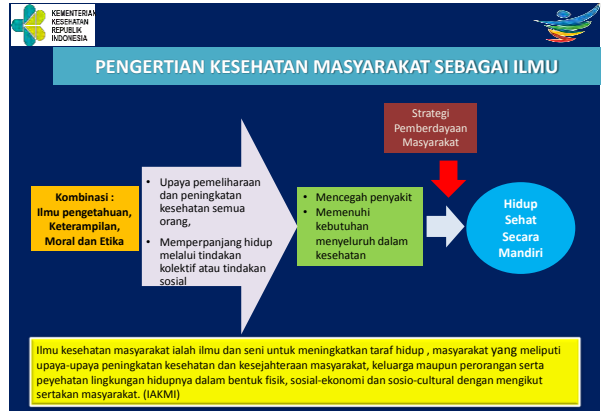 KEMENTERIAN
KESEHATAN
REPUBLIK
INDONESIA
PENGERTIAN KESEHATAN MASYARAKAT SEBAGAI ILMU
Strategi
Pemberdayaan
Masyarakat
Kombinasi :
Ilmu pengetahuan,
Keterampilan,
Moral dan Etika
• Upaya pemeliharaan
dan peningkatan
kesehatan semua
orang,
• Memperpanjang hidup
melalui tindakan
kolektif atau tindakan
sosial
• Mencegah penyakit
• Memenuhi
kebutuhan
menyeluruh dalam
kesehatan
Hidup
Sehat
Secara
Mandiri
Ilmu kesehatan masyarakat ialah ilmu dan seni untuk meningkatkan taraf hidup , masyarakat yang meliputi
upaya-upaya peningkatan kesehatan dan kesejahteraan masyarakat, keluarga maupun perorangan serta
peyehatan lingkungan hidupnya dalam bentuk fisik, sosial-ekonomi dan sosio-cultural dengan mengikut
sertakan masyarakat. (IAKMI)